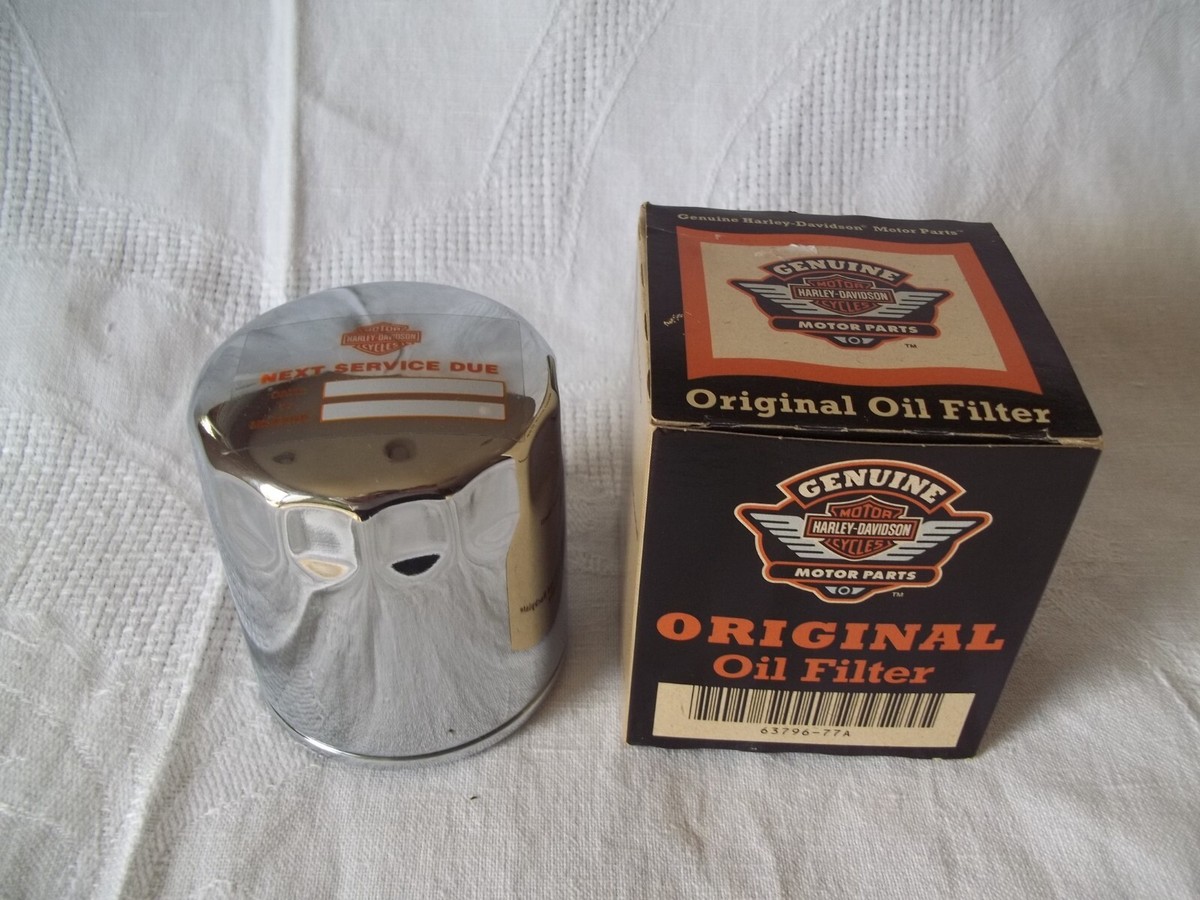 MOTOR
HARLEY-DAVIDSON
CYCLES
NEXT SERVICE DUE
Genuine Harley-Davidson® Motor Parts™
GENUINE
MOTOR
HARLEY-DAVIDSON
CYCLES
MOTOR PARTS
TM
Original Oil Filter
GENUINE
MOTOR
HARLEY-DAVIDSON
CYCLES
MOTOR PARTS
TM
ORIGINAL
Oil Filter
63796-77A